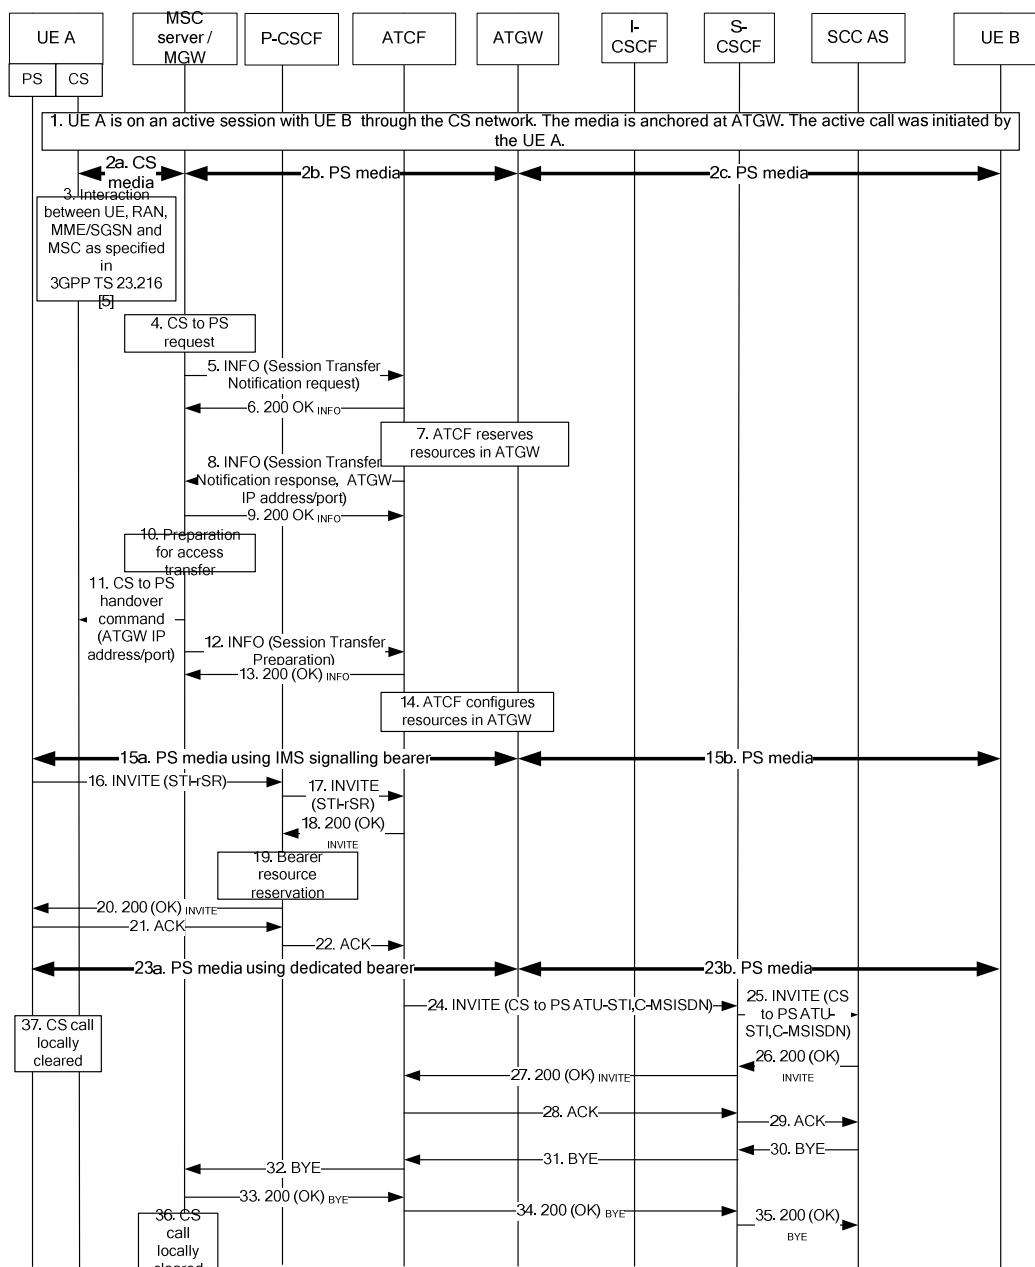 UE A
MSC
server /
MGW
P-CSCF
ATCF
ATGW
I-
CSCF
S-
CSCF
SCC AS
UE B
PS
CS
1. UE A is on an active session with UE B through the CS network. The media is anchored at ATGW. The active call was initiated by
the UE A.
2a. CS
media
2b. PS media
2c. PS media
3. Interaction
between UE, RAN,
MME/SGSN and
MSC as specified
in
3GPP TS 23.216
[5]
4. CS to PS
request
5. INFO (Session Transfer
Notification request)
6. 200 OK INFO
7. ATCF reserves
resources in ATGW
8. INFO (Session Transfer
Notification response, ATGW
IP address/port)
9. 200 OK INFO
10. Preparation
for access
transfer
11. CS to PS
handover
command
(ATGW IP
address/port)
12. INFO (Session Transfer
Preparation)
13. 200 (OK) INFO
14. ATCF configures
resources in ATGW
15a. PS media using IMS signalling bearer
15b. PS media
16. INVITE (STI-rSR)
17. INVITE
(STI-rSR)
18. 200 (OK)
INVITE
19. Bearer
resource
reservation
20. 200 (OK) INVITE
21. ACK
22. ACK
23a. PS media using dedicated bearer
23b. PS media
24. INVITE (CS to PS ATU-STI,C-MSISDN)
25. INVITE (CS
to PS ATU-
STI,C-MSISDN)
37. CS call
locally
cleared
26. 200 (OK)
INVITE
27. 200 (OK) INVITE
28. ACK
29. ACK
30. BYE
31. BYE
32. BYE
33. 200 (OK) BYE
34. 200 (OK) BYE
35. 200 (OK)
BYE
36. CS
call
locally
cleared